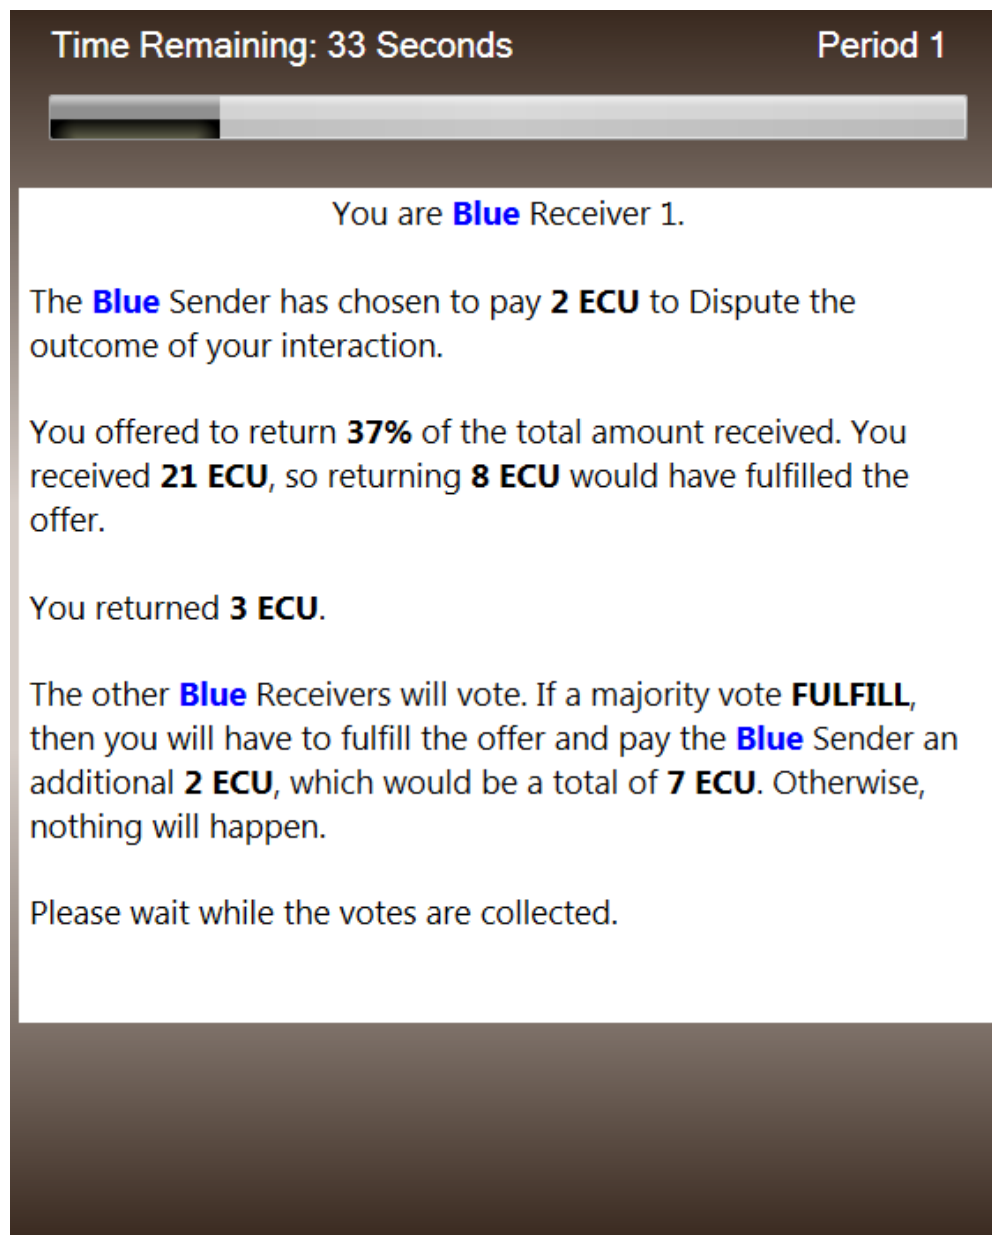 Time Remaining: 33 Seconds
Period 1
You are Blue Receiver 1.
The Blue Sender has chosen to pay 2 ECU to Dispute the
outcome of your interaction.
You offered to return 37% of the total amount received. You
received 21 ECU, so returning 8 ECU would have fulfilled the
offer.
You returned 3 ECU.
The other Blue Receivers will vote. If a majority vote FULFILL,
then you will have to fulfill the offer and pay the Blue Sender an
additional 2 ECU, which would be a total of 7 ECU. Otherwise,
nothing will happen.
Please wait while the votes are collected.